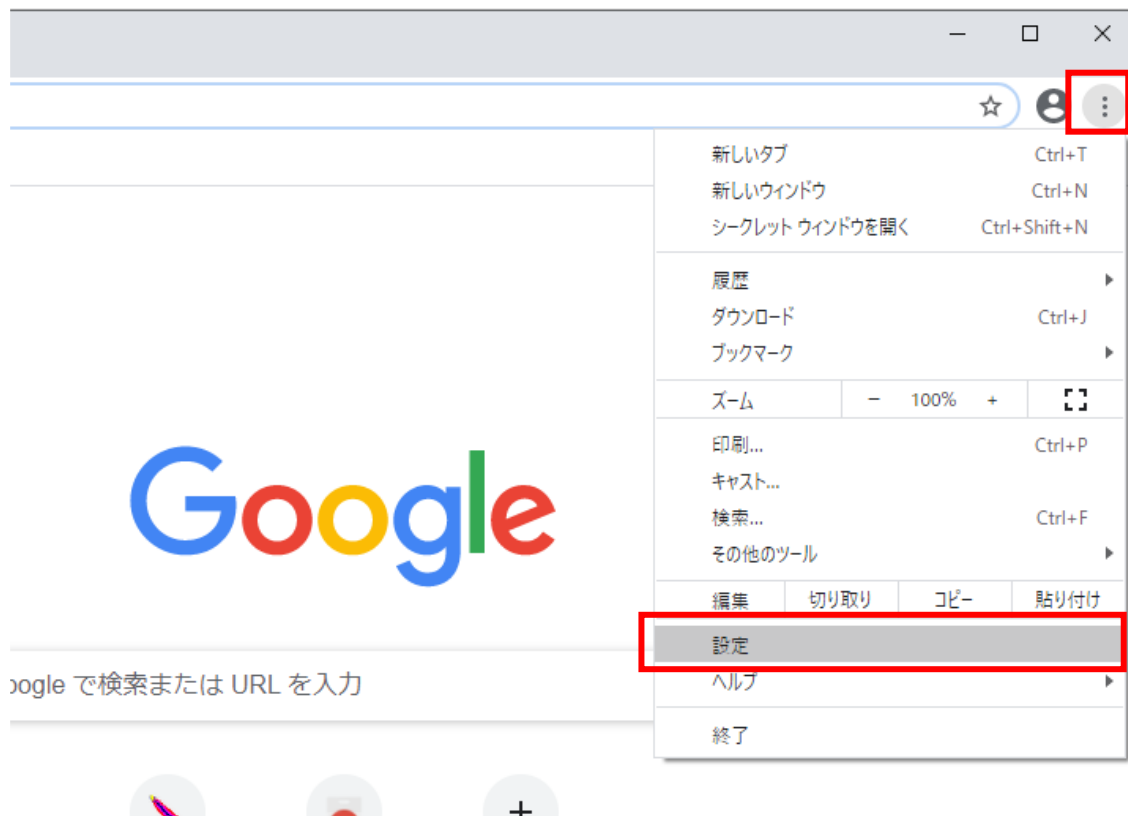 新しいタブ Ctrl+T
新しいウィンドウ Ctrl+N
シークレット ウィンドウを開く Ctrl+Shift+N
履歴
ダウンロード Ctrl+J
ブックマーク
ズーム － 100% +
印刷... Ctrl+P
キャスト...
検索... Ctrl+F
その他のツール
編集 切り取り コピー 貼り付け
設定
ヘルプ
終了
Google
oogle で検索または URL を入力